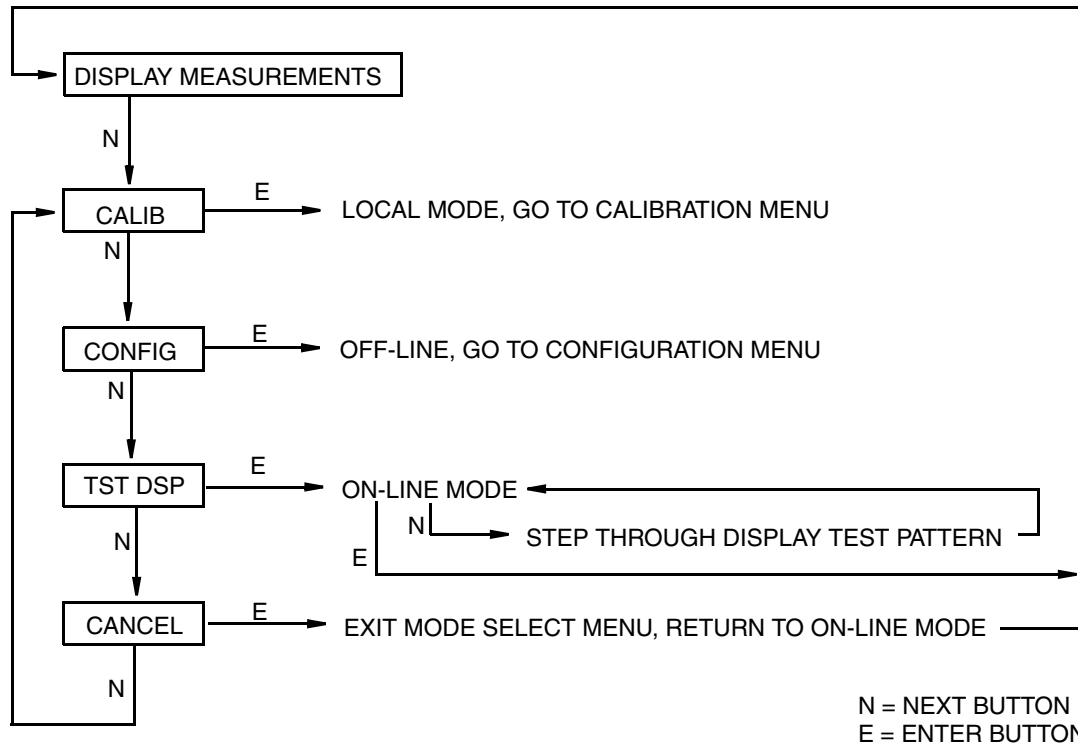 DISPLAY MEASUREMENTS
N
CALIB
E
LOCAL MODE, GO TO CALIBRATION MENU
N
CONFIG
E
OFF-LINE, GO TO CONFIGURATION MENU
N
TST DSP
E
ON-LINE MODE
N
STEP THROUGH DISPLAY TEST PATTERN
E
N
CANCEL
E
EXIT MODE SELECT MENU, RETURN TO ON-LINE MODE
N
N = NEXT BUTTON
E = ENTER BUTTON